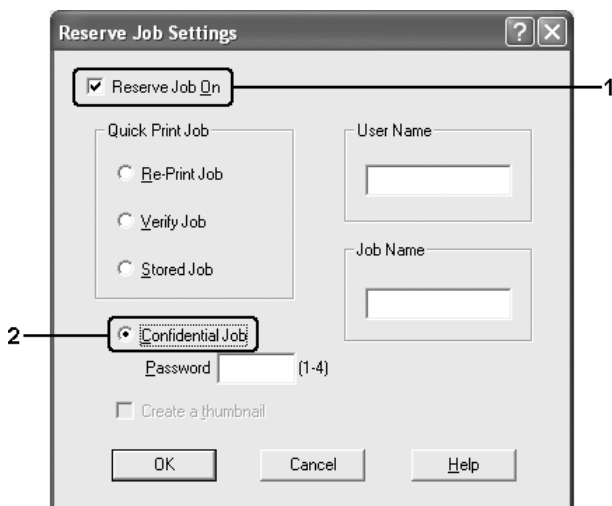 Reserve Job Settings
Reserve Job On
1
Quick Print Job
Re-Print Job
Verify Job
Stored Job
User Name
Job Name
2
Confidential Job
Password (1-4)
Create a thumbnail
OK
Cancel
Help